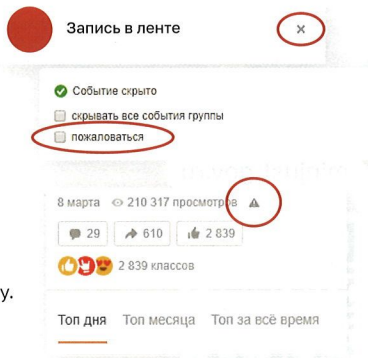 Запись в ленте
Событие скрыто
скрывать все события группы
пожаловаться
8 марта 210 317 просмотров
29 610 2 839
2 839 классов
у.
Топ дня Топ месяца Топ за всё время